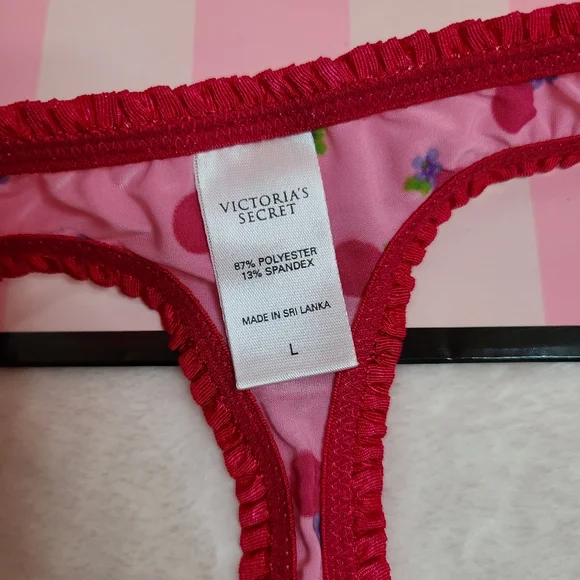 VICTORIA'S
SECRET
87% POLYESTER
13% SPANDEX
MADE IN SRI LANKA
L